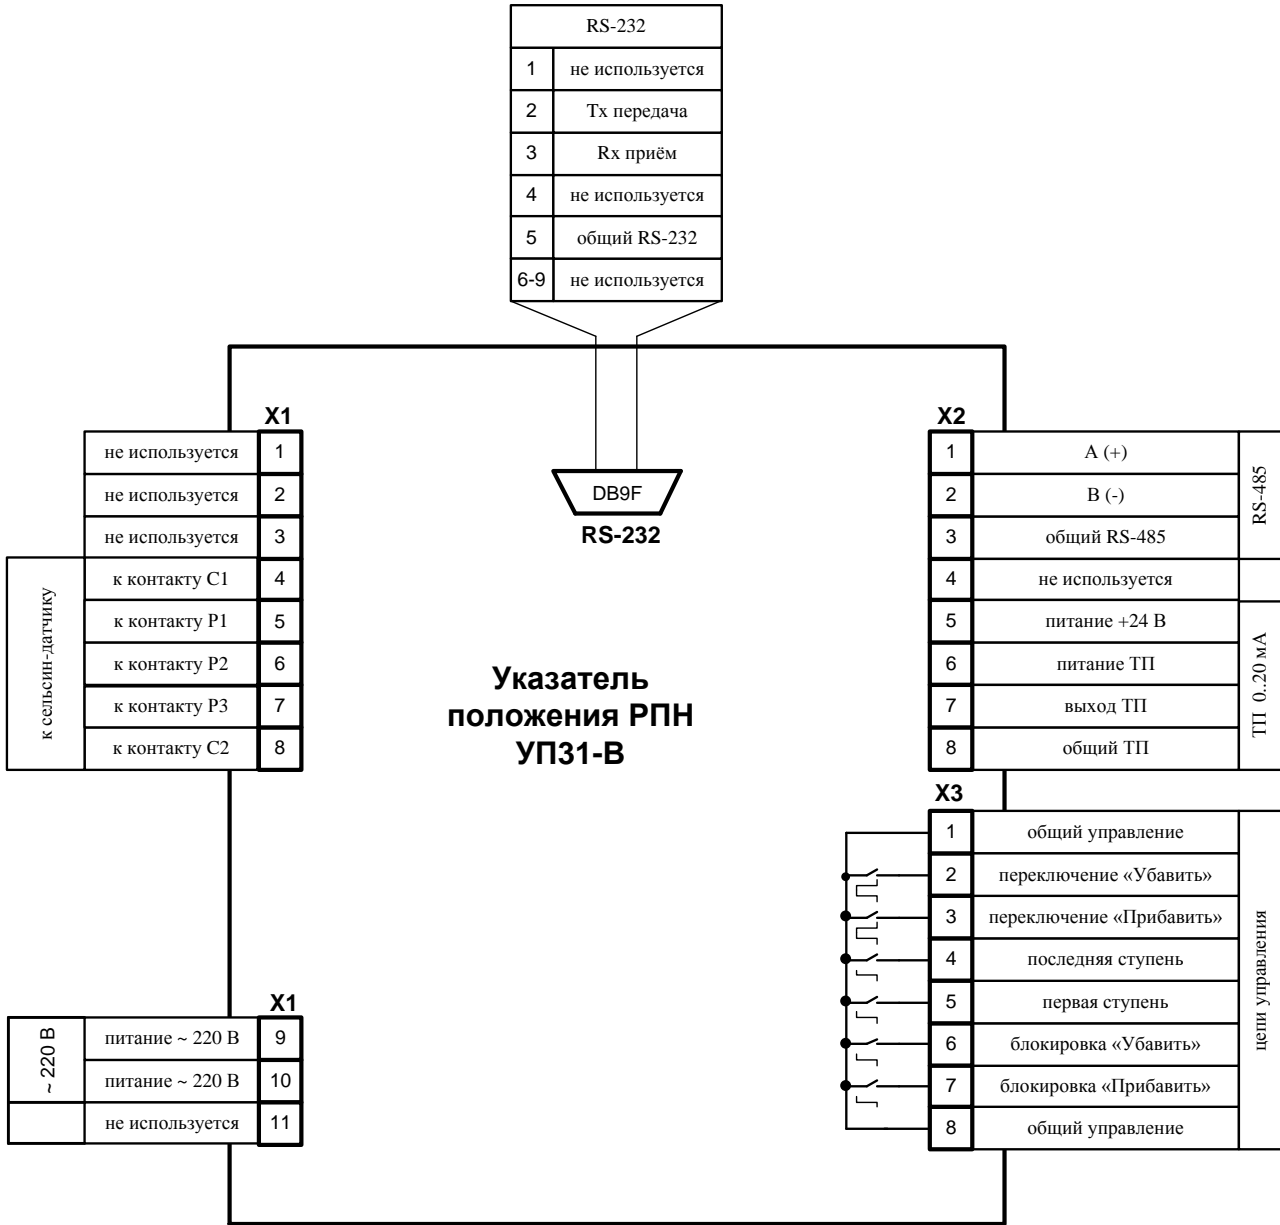 RS-232
1 не используется
2 Tx передача
3 Rx приём
4 не используется
5 общий RS-232
6-9 не используется
DB9F
RS-232
Указатель
положения РПН
УП31-В
X1
не используется 1
не используется 2
не используется 3
к сельсин-датчику
к контакту С1 4
к контакту Р1 5
к контакту Р2 6
к контакту Р3 7
к контакту С2 8
X1
~ 220 В
питание ~ 220 В 9
питание ~ 220 В 10
не используется 11
X2
1 А (+)
2 В (-)
3 общий RS-485
RS-485
4 не используется
5 питание +24 В
6 питание ТП
7 выход ТП
8 общий ТП
ТП 0..20 мА
X3
1 общий управление
2 переключение «Убавить»
3 переключение «Прибавить»
4 последняя ступень
5 первая ступень
6 блокировка «Убавить»
7 блокировка «Прибавить»
8 общий управление
цепи управления